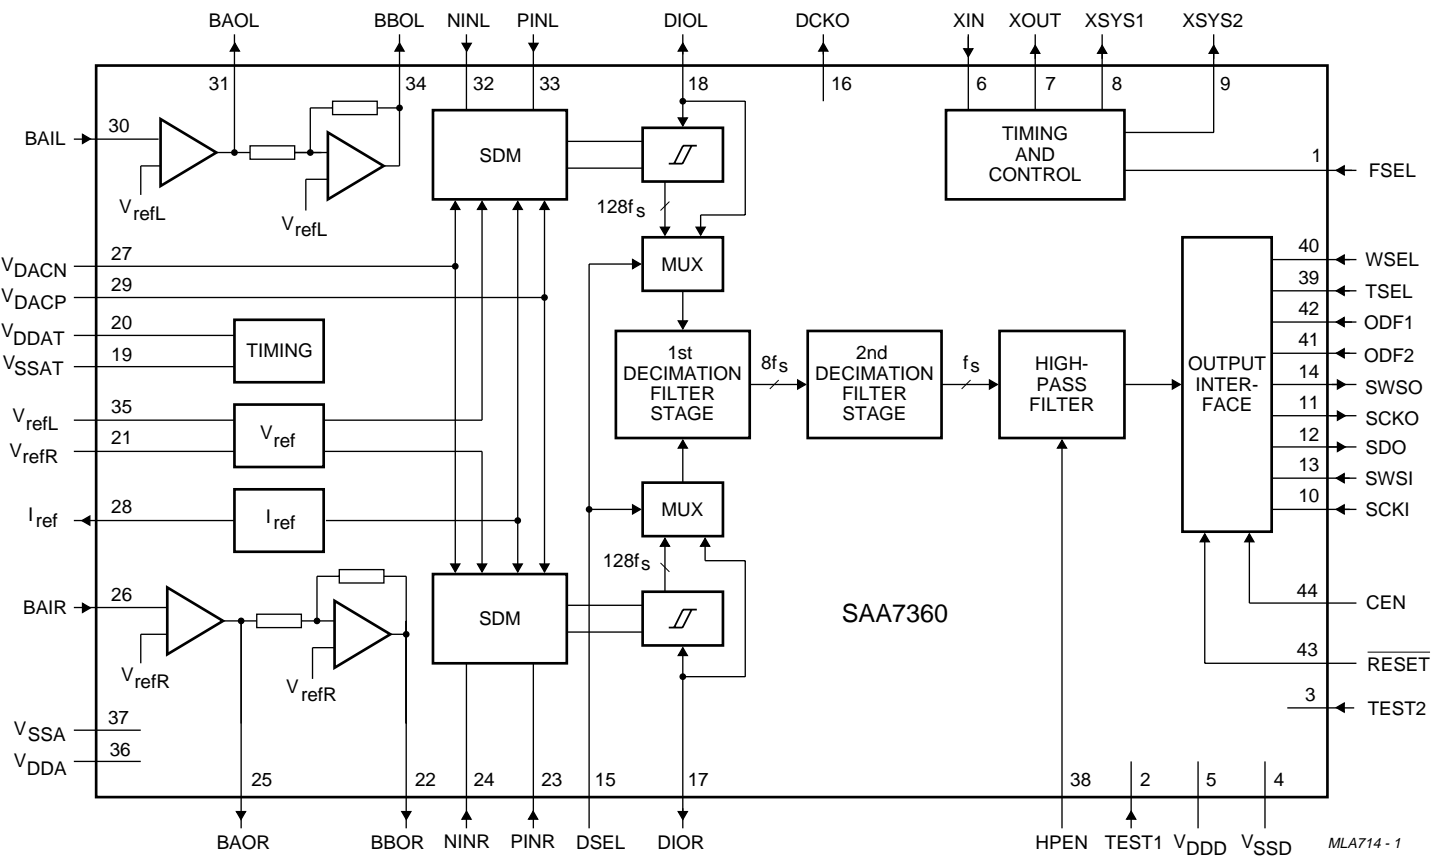 BAOL BBOL NINL PINL DIOL DCKO XIN XOUT XSYS1 XSYS2
31 34 32 33 18 16 6 7 8 9
BAIL 30
VrefL
VrefL
SDM
128fs
MUX
TIMING
AND
CONTROL
1 FSEL
VDACN 27
VDACP 29
VDDAT 20
VSSAT 19
TIMING
VrefL 35
VrefR 21
Vref
Iref 28
Iref
1st
DECIMATION
FILTER
STAGE
8fs
2nd
DECIMATION
FILTER
STAGE
fs
HIGH-
PASS
FILTER
OUTPUT
INTER-
FACE
40 WSEL
39 TSEL
42 ODF1
41 ODF2
14 SWSO
11 SCKO
12 SDO
13 SWSI
10 SCKI
MUX
128fs
BAIR 26
VrefR
VrefR
SDM
SAA7360
44 CEN
43 RESET
3 TEST2
VSSA 37
VDDA 36
25 22 24 23 15 17 38 2 5 4
BAOR BBOR NINR PINR DSEL DIOR HPEN TEST1 VDDD VSSD
MLA714 - 1